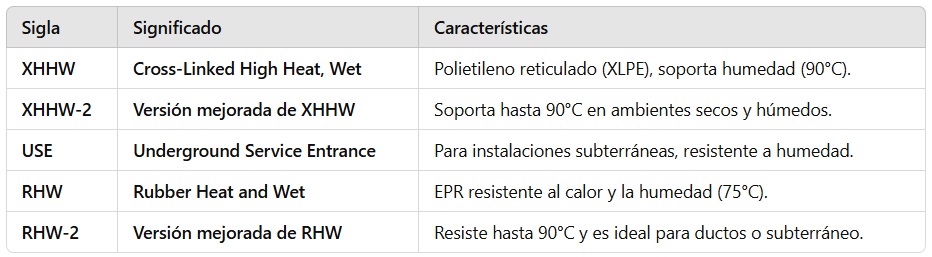 Sigla Significado Características
XHHW Cross-Linked High Heat, Wet Polietileno reticulado (XLPE), soporta humedad (90°C).
XHHW-2 Versión mejorada de XHHW Soporta hasta 90°C en ambientes secos y húmedos.
USE Underground Service Entrance Para instalaciones subterráneas, resistente a humedad.
RHW Rubber Heat and Wet EPR resistente al calor y la humedad (75°C).
RHW-2 Versión mejorada de RHW Resiste hasta 90°C y es ideal para ductos o subterráneo.